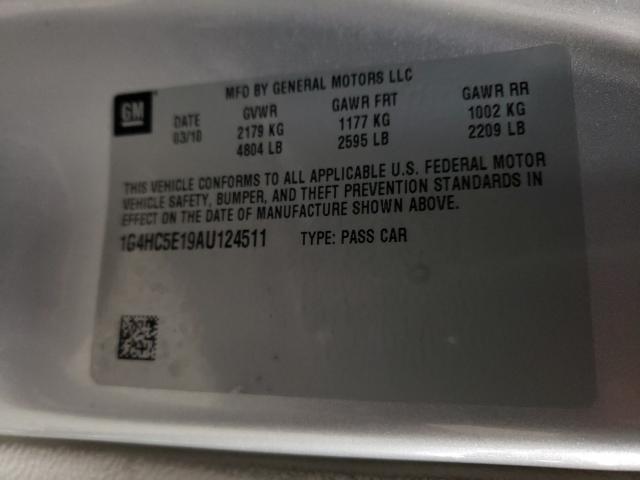 MFD BY GENERAL MOTORS LLC
GM
DATE GVWR GAWR FRT GAWR RR
03/10 2179 KG 1177 KG 1002 KG
4804 LB 2595 LB 2209 LB
THIS VEHICLE CONFORMS TO ALL APPLICABLE U.S. FEDERAL MOTOR
VEHICLE SAFETY, BUMPER, AND THEFT PREVENTION STANDARDS IN
EFFECT ON THE DATE OF MANUFACTURE SHOWN ABOVE.
1G4HC5E19AU124511 TYPE: PASS CAR